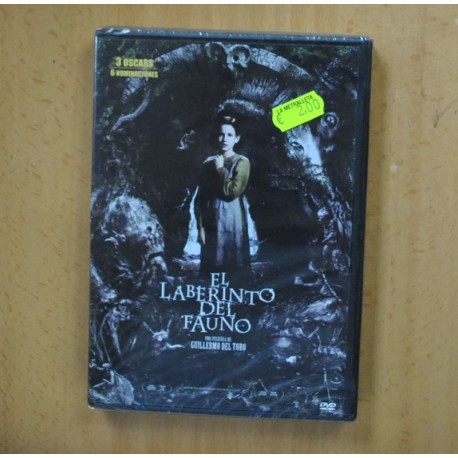 3 OSCARS
6 NOMINACIONES
LA METRALLETA
€ 2.00
EL
LABERINTO
DEL
FAUNO
UNA PELÍCULA DE
GUILLERMO DEL TORO
DVD